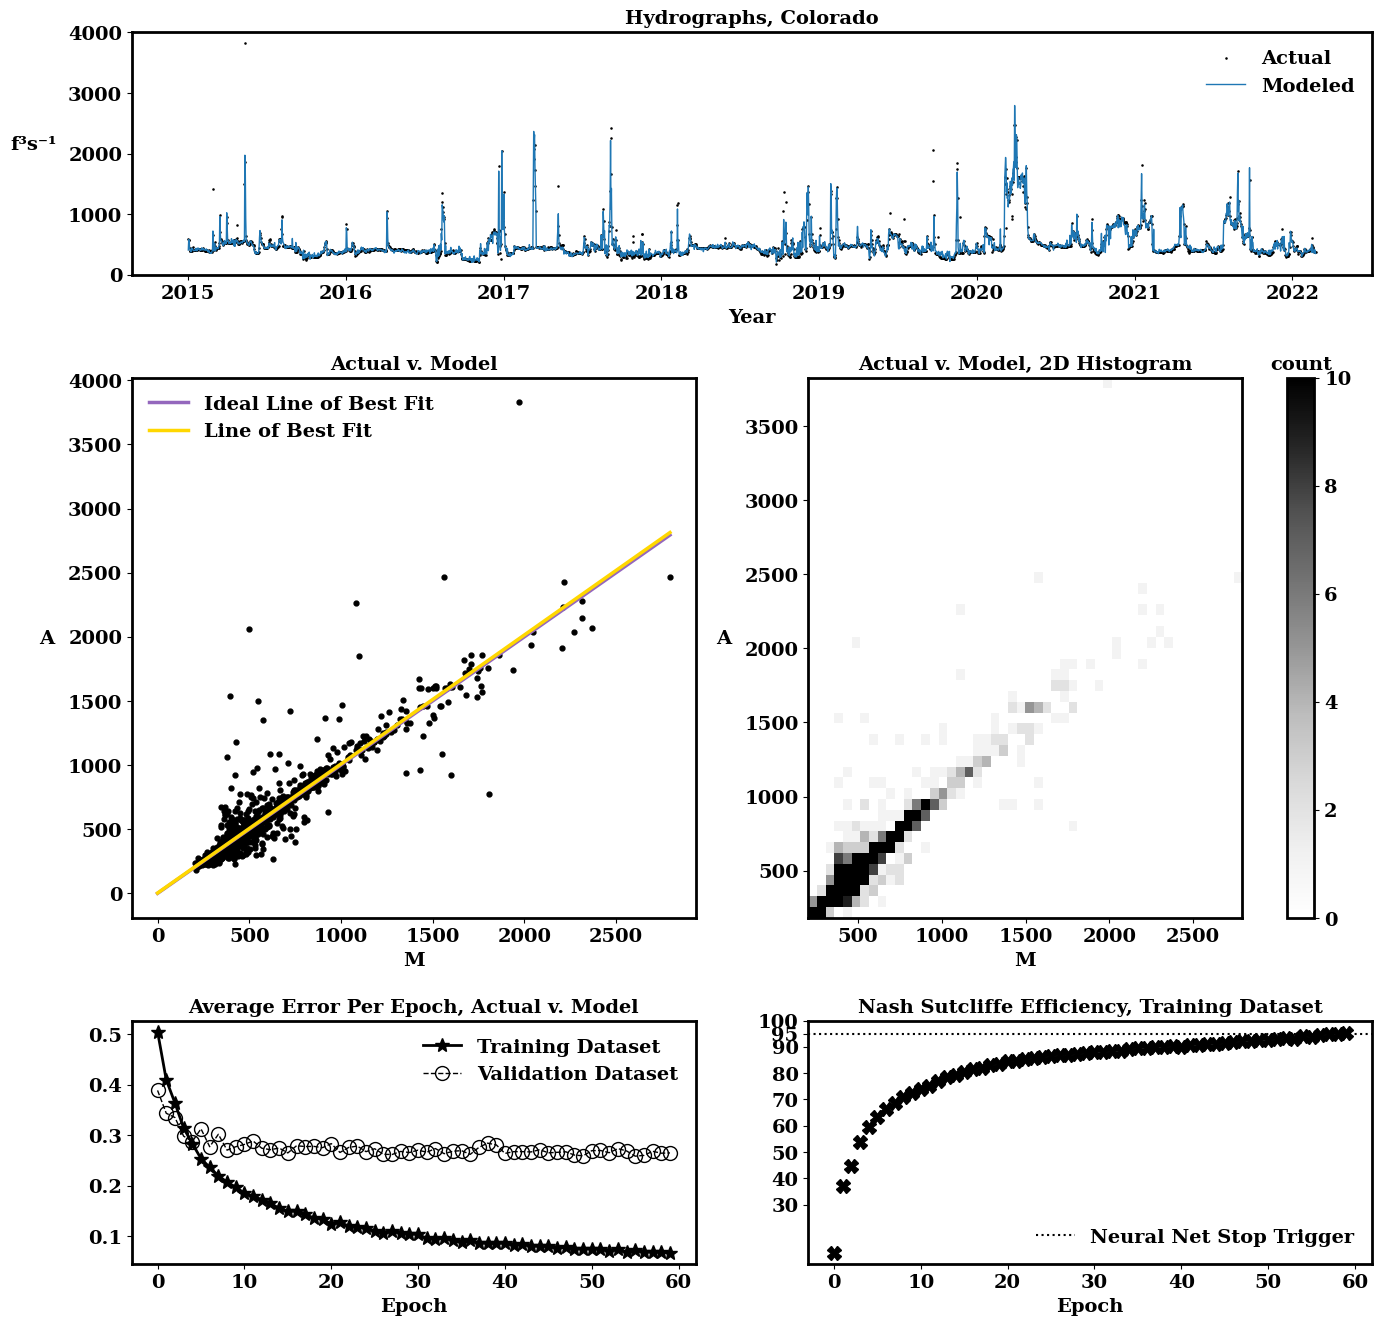 Hydrographs, Colorado
4000
3000
2000
1000
0
f³s⁻¹
Actual
Modeled
2015 2016 2017 2018 2019 2020 2021 2022
Year
Actual v. Model
4000
3500
3000
2500
2000
1500
1000
500
0
A
Ideal Line of Best Fit
Line of Best Fit
0 500 1000 1500 2000 2500
M
Actual v. Model, 2D Histogram
3500
3000
2500
2000
1500
1000
500
A
500 1000 1500 2000 2500
M
count
10
8
6
4
2
0
Average Error Per Epoch, Actual v. Model
0.5
0.4
0.3
0.2
0.1
Training Dataset
Validation Dataset
0 10 20 30 40 50 60
Epoch
Nash Sutcliffe Efficiency, Training Dataset
100
95
90
80
70
60
50
40
30
Neural Net Stop Trigger
0 10 20 30 40 50 60
Epoch